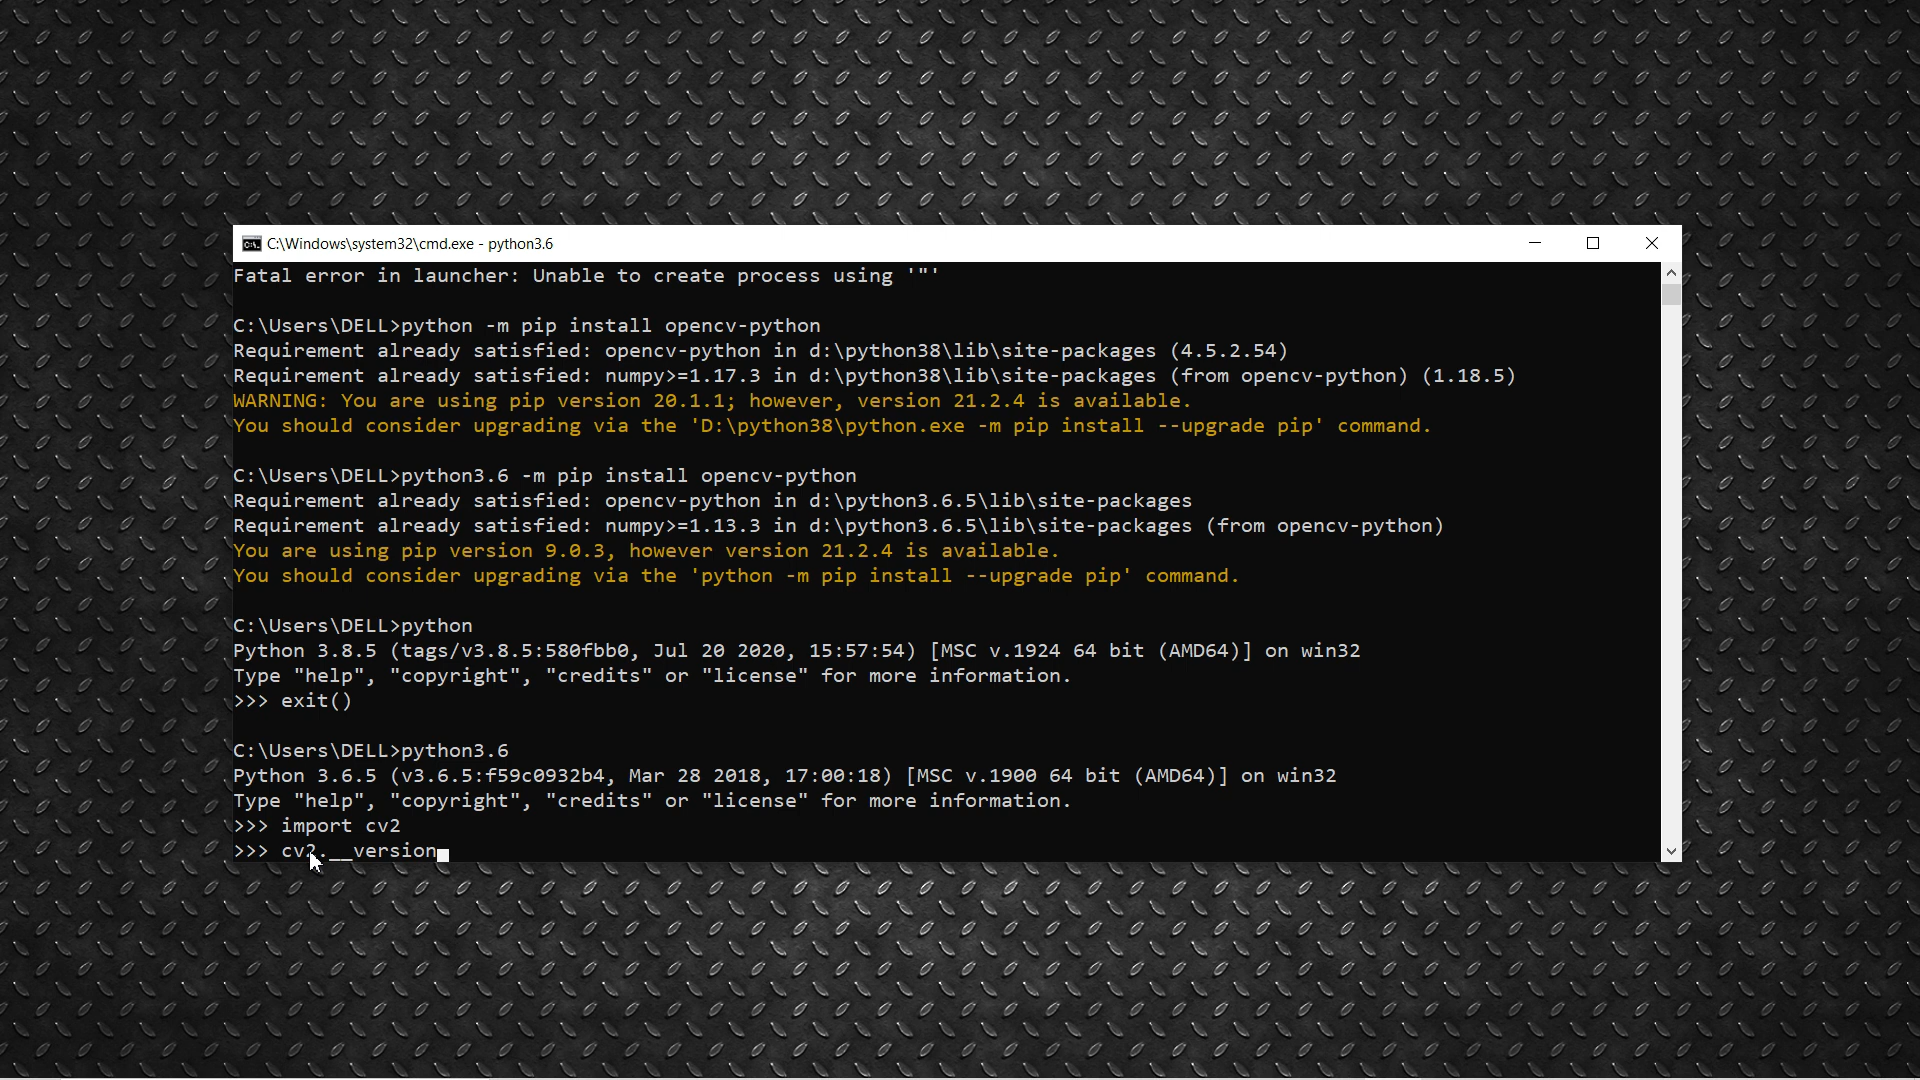 C:\Windows\system32\cmd.exe - python3.6
Fatal error in launcher: Unable to create process using '"'
C:\Users\DELL>python -m pip install opencv-python
Requirement already satisfied: opencv-python in d:\python38\lib\site-packages (4.5.2.54)
Requirement already satisfied: numpy>=1.17.3 in d:\python38\lib\site-packages (from opencv-python) (1.18.5)
WARNING: You are using pip version 20.1.1; however, version 21.2.4 is available.
You should consider upgrading via the 'D:\python38\python.exe -m pip install --upgrade pip' command.
C:\Users\DELL>python3.6 -m pip install opencv-python
Requirement already satisfied: opencv-python in d:\python3.6.5\lib\site-packages
Requirement already satisfied: numpy>=1.13.3 in d:\python3.6.5\lib\site-packages (from opencv-python)
You are using pip version 9.0.3, however version 21.2.4 is available.
You should consider upgrading via the 'python -m pip install --upgrade pip' command.
C:\Users\DELL>python
Python 3.8.5 (tags/v3.8.5:580fbb0, Jul 20 2020, 15:57:54) [MSC v.1924 64 bit (AMD64)] on win32
Type "help", "copyright", "credits" or "license" for more information.
>>> exit()
C:\Users\DELL>python3.6
Python 3.6.5 (v3.6.5:f59c0932b4, Mar 28 2018, 17:00:18) [MSC v.1900 64 bit (AMD64)] on win32
Type "help", "copyright", "credits" or "license" for more information.
>>> import cv2
>>> cv2.__version